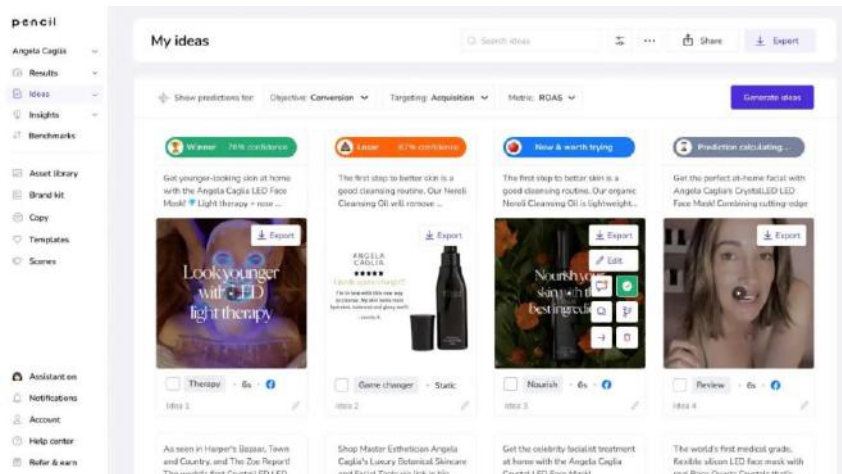 pencil
Angela Caglia
Results
Ideas
Insights
Benchmarks
Asset library
Brand kit
Copy
Templates
Scenes
Assistant on
Notifications
Account
Help center
Refer & earn
My ideas
Search ideas
Share
Export
Show predictions for:
Objective: Conversion
Targeting: Acquisition
Metric: ROAS
Generate ideas
Winner 76% confidence
Get younger-looking skin at home
with the Angela Caglia LED Face
Mask! Light therapy + rose ...
Export
Look younger
with LED
light therapy
Therapy · 6s
Idea 1
Loser 67% confidence
The first step to better skin is a
good cleansing routine. Our Neroli
Cleansing Oil will remove ...
Export
ANGELA
CAGLIA
Game changer · Static
Idea 2
New & worth trying
The first step to better skin is a
good cleansing routine. Our organic
Neroli Cleansing Oil is lightweight...
Export
Edit
Nourish your
skin with th
best ingredi
Nourish · 6s
Idea 3
Prediction calculating...
Get the perfect at-home facial with
Angela Caglia's CrystalLED LED
Face Mask! Combining cutting-edge
Export
Review · 6s
Idea 4
As seen in Harper's Bazaar, Town
and Country, and The Zoe Report!
Shop Master Esthetician Angela
Caglia's Luxury Botanical Skincare
Get the celebrity facialist treatment
at home with the Angela Caglia
The world's first medical grade,
flexible silicon LED face mask with